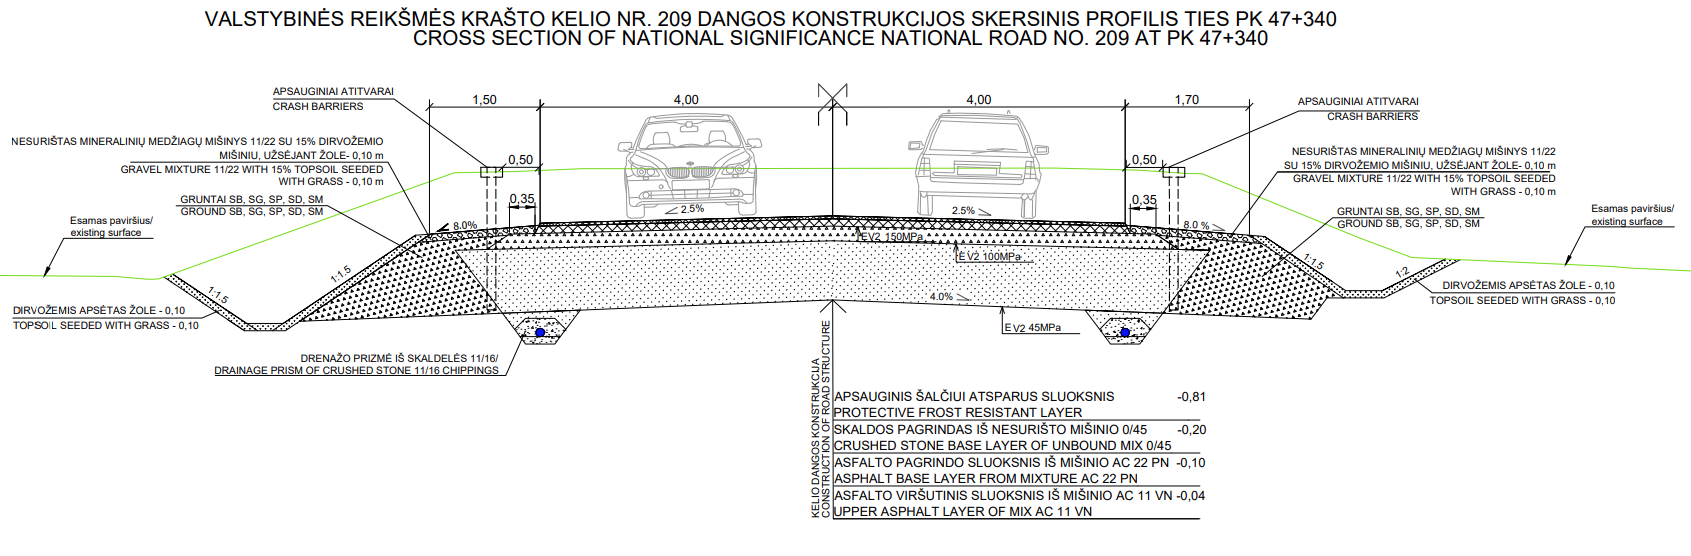 VALSTYBINĖS REIKŠMĖS KRAŠTO KELIO NR. 209 DANGOS KONSTRUKCIJOS SKERSINIS PROFILIS TIES PK 47+340
CROSS SECTION OF NATIONAL SIGNIFICANCE NATIONAL ROAD NO. 209 AT PK 47+340
APSAUGINIAI ATITVARAI
CRASH BARRIERS
1,50
4,00
4,00
1,70
APSAUGINIAI ATITVARAI
CRASH BARRIERS
NESURIŠTAS MINERALINIŲ MEDŽIAGŲ MIŠINYS 11/22 SU 15% DIRVOŽEMIO
MIŠINIU, UŽSĖJANT ŽOLE- 0,10 m
GRAVEL MIXTURE 11/22 WITH 15% TOPSOIL SEEDED
WITH GRASS - 0,10 m
0,50
0,50
NESURIŠTAS MINERALINIŲ MEDŽIAGŲ MIŠINYS 11/22
SU 15% DIRVOŽEMIO MIŠINIU, UŽSĖJANT ŽOLE- 0,10 m
GRAVEL MIXTURE 11/22 WITH 15% TOPSOIL SEEDED
WITH GRASS - 0,10 m
GRUNTAI SB, SG, SP, SD, SM
GROUND SB, SG, SP, SD, SM
0,35
0,35
2.5%
2.5%
GRUNTAI SB, SG, SP, SD, SM
GROUND SB, SG, SP, SD, SM
Esamas paviršius/
existing surface
Esamas paviršius/
existing surface
8.0%
8.0 %
EV2 150MPa
EV2 100MPa
1:1.5
1:1.5
1:1.5
1:2
4.0%
EV2 45MPa
DIRVOŽEMIS APSĖTAS ŽOLE - 0,10
TOPSOIL SEEDED WITH GRASS - 0,10
DIRVOŽEMIS APSĖTAS ŽOLE - 0,10
TOPSOIL SEEDED WITH GRASS - 0,10
DRENAŽO PRIZMĖ IŠ SKALDELĖS 11/16/
DRAINAGE PRISM OF CRUSHED STONE 11/16 CHIPPINGS
KELIO DANGOS KONSTRUKCIJA
CONSTRUCTION OF ROAD STRUCTURE
APSAUGINIS ŠALČIUI ATSPARUS SLUOKSNIS -0,81
PROTECTIVE FROST RESISTANT LAYER
SKALDOS PAGRINDAS IŠ NESURIŠTO MIŠINIO 0/45 -0,20
CRUSHED STONE BASE LAYER OF UNBOUND MIX 0/45
ASFALTO PAGRINDO SLUOKSNIS IŠ MIŠINIO AC 22 PN -0,10
ASPHALT BASE LAYER FROM MIXTURE AC 22 PN
ASFALTO VIRŠUTINIS SLUOKSNIS IŠ MIŠINIO AC 11 VN -0,04
UPPER ASPHALT LAYER OF MIX AC 11 VN